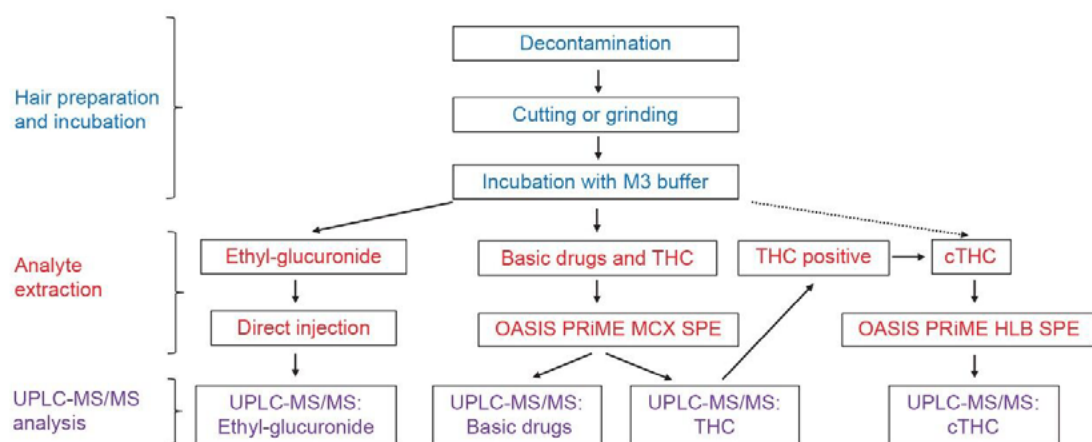 Decontamination
Hair preparation
and incubation
Cutting or grinding
Incubation with M3 buffer
Analyte
extraction
Ethyl-glucuronide
Basic drugs and THC
THC positive
cTHC
Direct injection
OASIS PRiME MCX SPE
OASIS PRiME HLB SPE
UPLC-MS/MS
analysis
UPLC-MS/MS:
Ethyl-glucuronide
UPLC-MS/MS:
Basic drugs
UPLC-MS/MS:
THC
UPLC-MS/MS:
cTHC